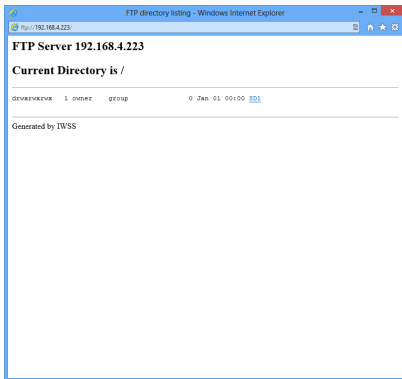 FTP directory listing - Windows Internet Explorer
ftp://192.168.4.223/
FTP Server 192.168.4.223
Current Directory is /
drwxrwxrwx 1 owner group 0 Jan 01 00:00 SD1
Generated by IWSS